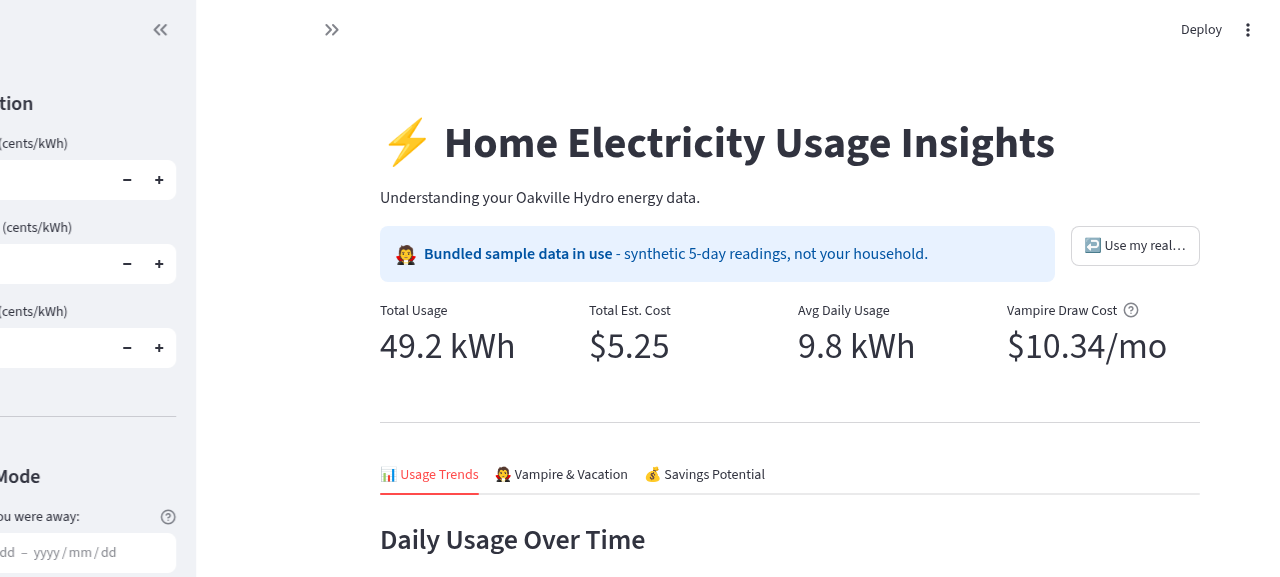 Deploy
tion
(cents/kWh)
(cents/kWh)
(cents/kWh)
Mode
ou were away:
dd – yyyy/mm/dd
⚡ Home Electricity Usage Insights
Understanding your Oakville Hydro energy data.
🧛 Bundled sample data in use - synthetic 5-day readings, not your household.
↩️ Use my real…
Total Usage
49.2 kWh
Total Est. Cost
$5.25
Avg Daily Usage
9.8 kWh
Vampire Draw Cost
$10.34/mo
📊 Usage Trends
🧛 Vampire & Vacation
💰 Savings Potential
Daily Usage Over Time